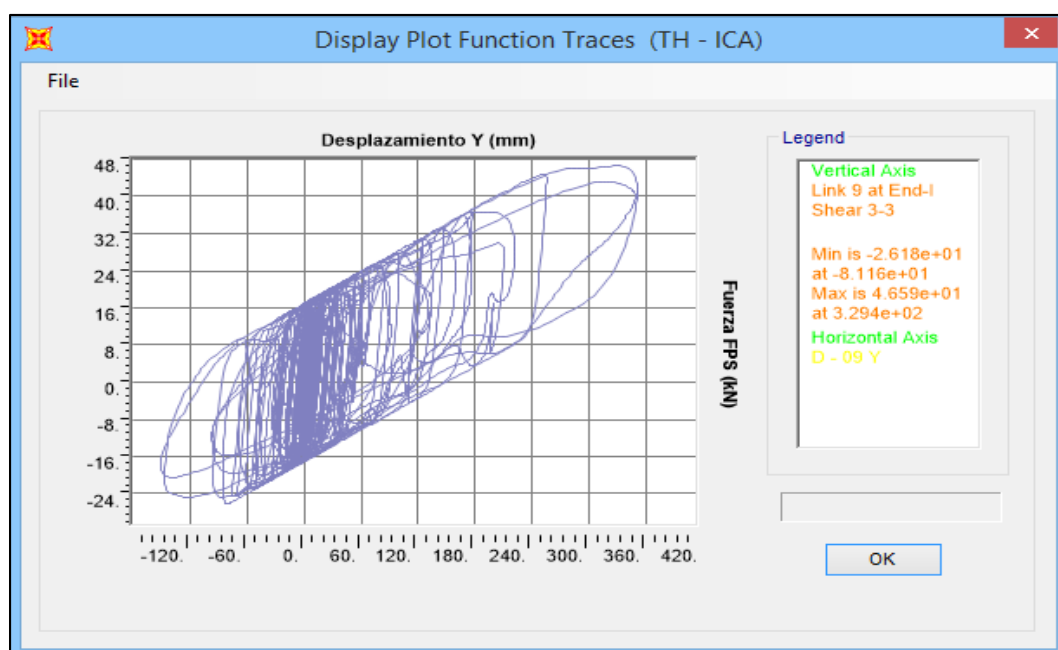 Display Plot Function Traces (TH - ICA)
File
Desplazamiento Y (mm)
48.
40.
32.
24.
16.
8.
0.
-8.
-16.
-24.
-120. -60. 0. 60. 120. 180. 240. 300. 360. 420.
Fuerza FPS (kN)
Legend
Vertical Axis
Link 9 at End-I
Shear 3-3
Min is -2.618e+01
at -8.116e+01
Max is 4.659e+01
at 3.294e+02
Horizontal Axis
D - 09 Y
OK